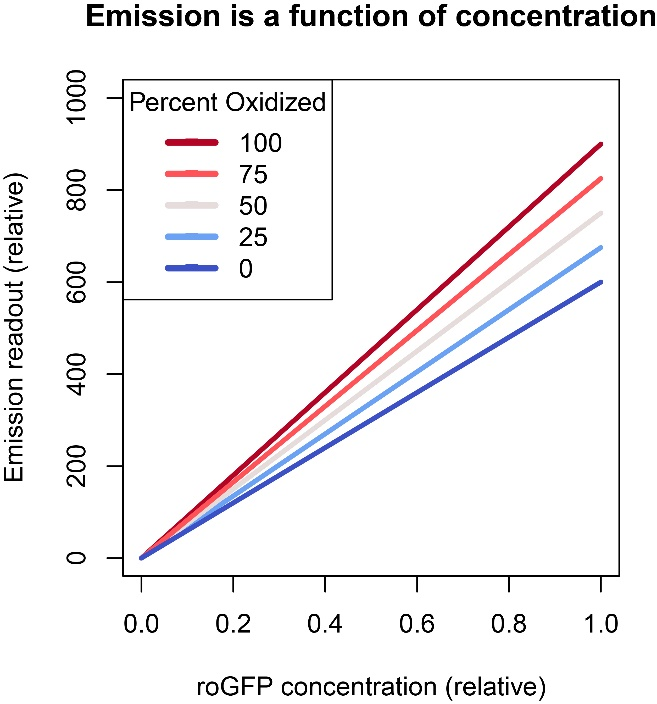 Emission is a function of concentration
Percent Oxidized
100
75
50
25
0
Emission readout (relative)
1000
800
600
400
200
0
0.0 0.2 0.4 0.6 0.8 1.0
roGFP concentration (relative)